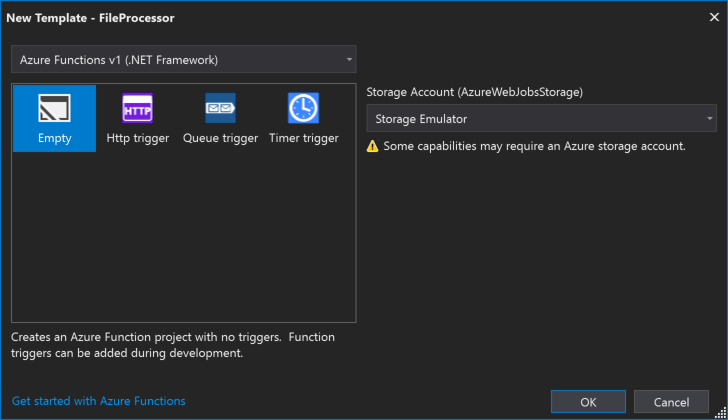 New Template - FileProcessor
Azure Functions v1 (.NET Framework)
HTTP
Empty
Http trigger
Queue trigger
Timer trigger
Storage Account (AzureWebJobsStorage)
Storage Emulator
Some capabilities may require an Azure storage account.
Creates an Azure Function project with no triggers.  Function
triggers can be added during development.
Get started with Azure Functions
OK
Cancel